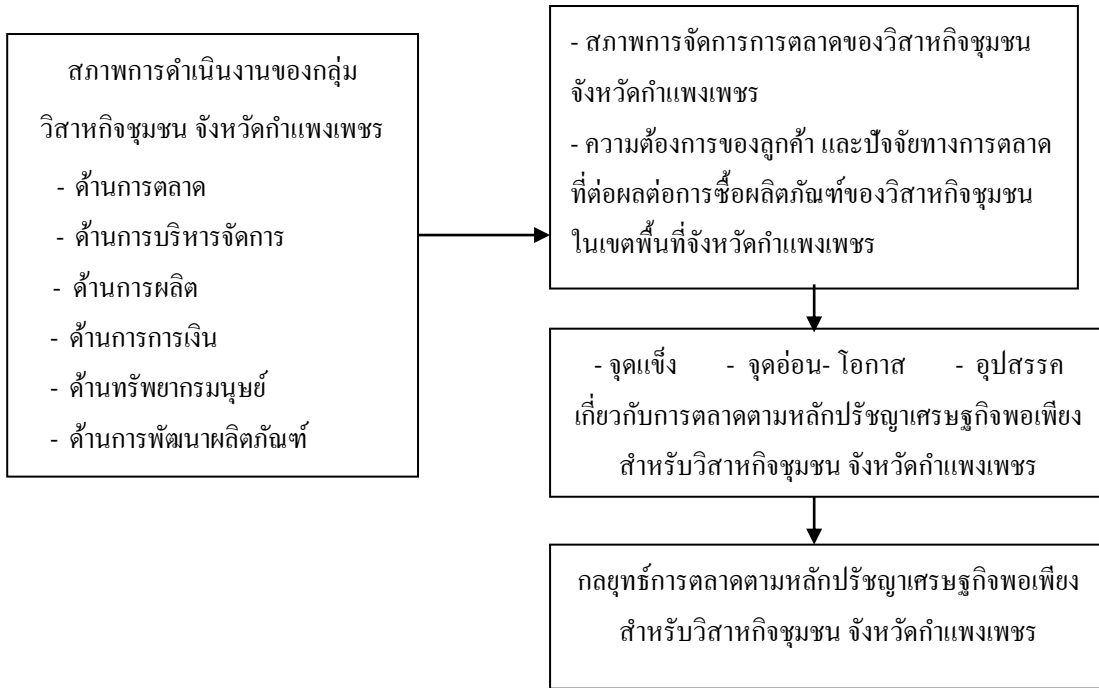 สภาพการดำเนินงานของกลุ่ม
วิสาหกิจชุมชน จังหวัดกำแพงเพชร
- ด้านการตลาด
- ด้านการบริหารจัดการ
- ด้านการผลิต
- ด้านการการเงิน
- ด้านทรัพยากรมนุษย์
- ด้านการพัฒนาผลิตภัณฑ์
- สภาพการจัดการการตลาดของวิสาหกิจชุมชน
จังหวัดกำแพงเพชร
- ความต้องการของลูกค้า และปัจจัยทางการตลาด
ที่ต่อผลต่อการซื้อผลิตภัณฑ์ของวิสาหกิจชุมชน
ในเขตพื้นที่จังหวัดกำแพงเพชร
- จุดแข็ง - จุดอ่อน- โอกาส - อุปสรรค
เกี่ยวกับการตลาดตามหลักปรัชญาเศรษฐกิจพอเพียง
สำหรับวิสาหกิจชุมชน จังหวัดกำแพงเพชร
กลยุทธ์การตลาดตามหลักปรัชญาเศรษฐกิจพอเพียง
สำหรับวิสาหกิจชุมชน จังหวัดกำแพงเพชร